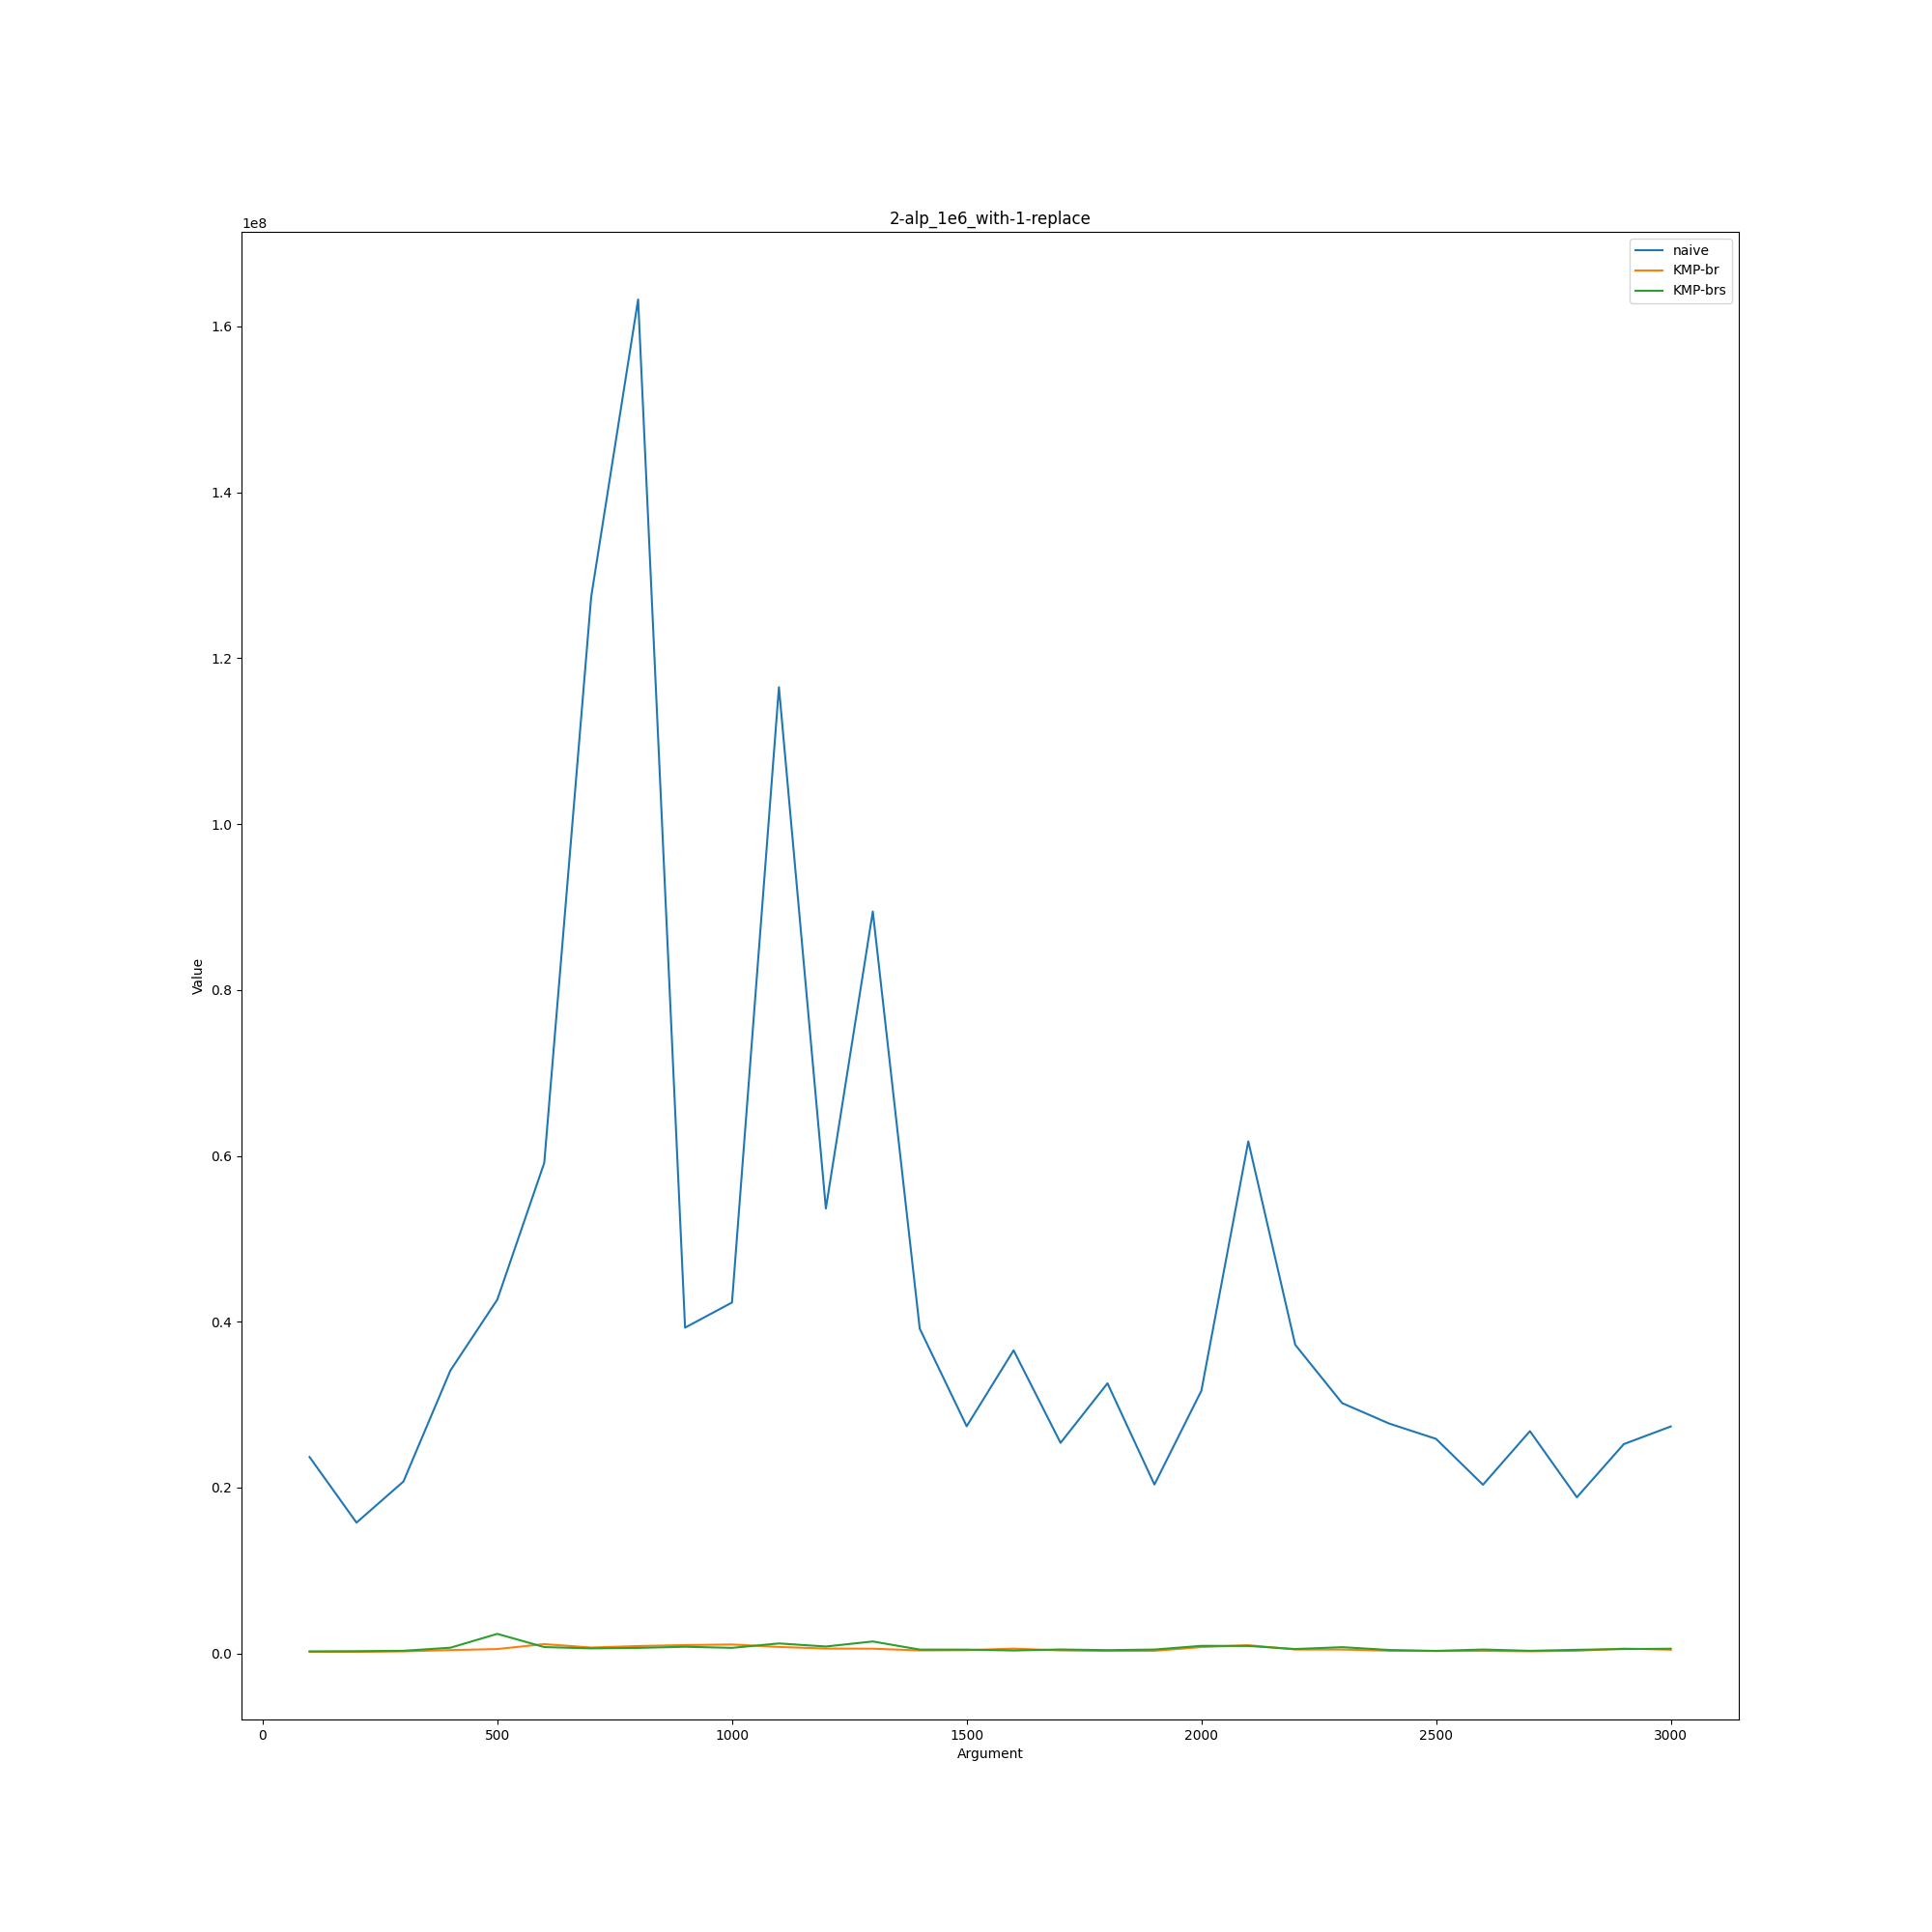 2-alp_1e6_with-1-replace
1e8
naive
KMP-br
KMP-brs
1.6
1.4
1.2
1.0
0.8
0.6
0.4
0.2
0.0
Value
0 500 1000 1500 2000 2500 3000
Argument